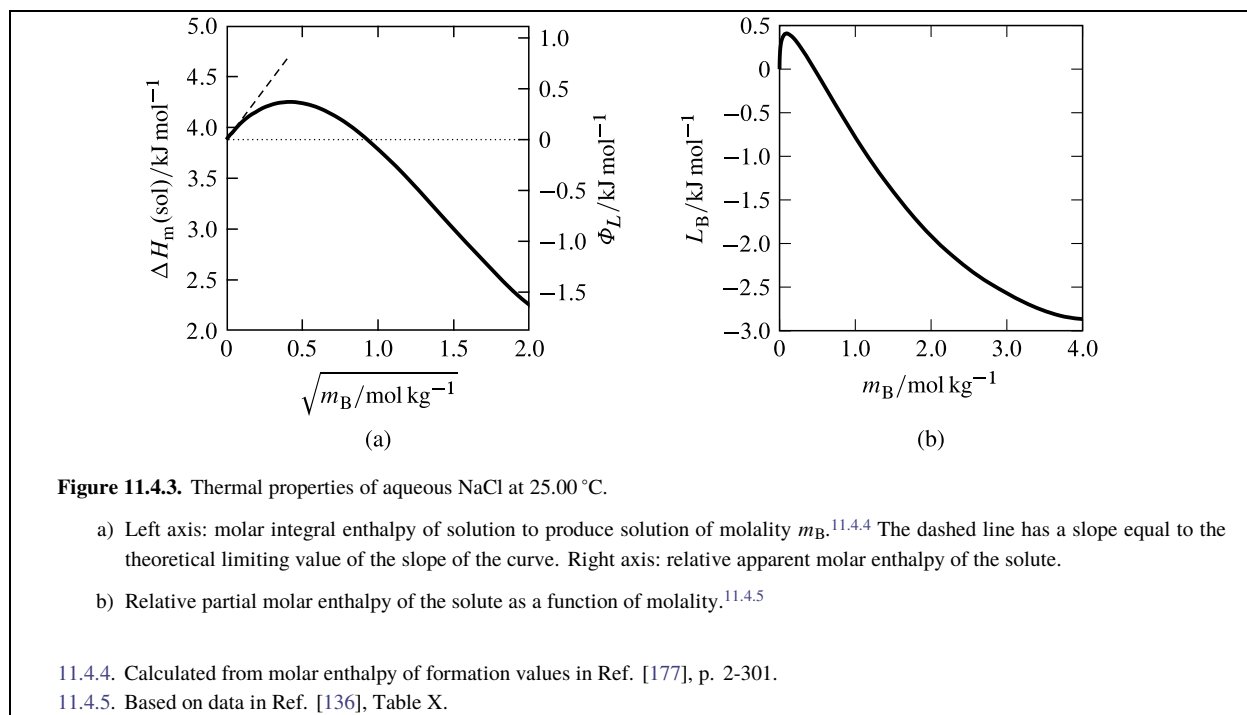 5.0
4.5
4.0
3.5
3.0
2.5
2.0
ΔH_m(sol)/kJ mol⁻¹
0 0.5 1.0 1.5 2.0
√m_B/mol kg⁻¹
1.0
0.5
0
−0.5
−1.0
−1.5
Φ_L/kJ mol⁻¹
(a)
0.5
0
−0.5
−1.0
−1.5
−2.0
−2.5
−3.0
L_B/kJ mol⁻¹
0 1.0 2.0 3.0 4.0
m_B/mol kg⁻¹
(b)
Figure 11.4.3. Thermal properties of aqueous NaCl at 25.00 °C.
a) Left axis: molar integral enthalpy of solution to produce solution of molality m_B.¹¹·⁴·⁴ The dashed line has a slope equal to the
theoretical limiting value of the slope of the curve. Right axis: relative apparent molar enthalpy of the solute.
b) Relative partial molar enthalpy of the solute as a function of molality.¹¹·⁴·⁵
11.4.4. Calculated from molar enthalpy of formation values in Ref. [177], p. 2-301.
11.4.5. Based on data in Ref. [136], Table X.